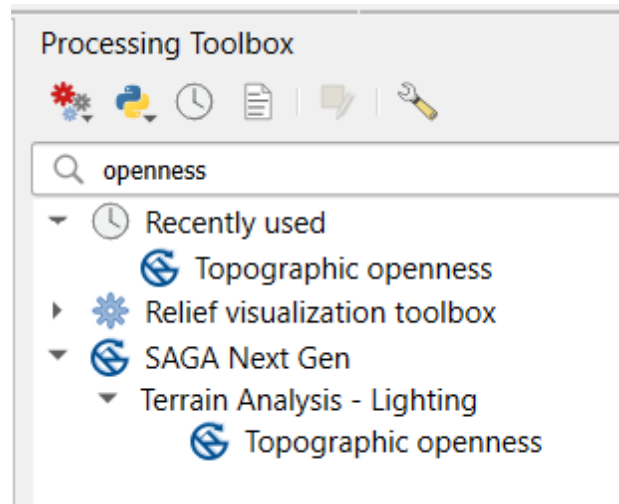 Processing Toolbox
openness
Recently used
Topographic openness
Relief visualization toolbox
SAGA Next Gen
Terrain Analysis - Lighting
Topographic openness